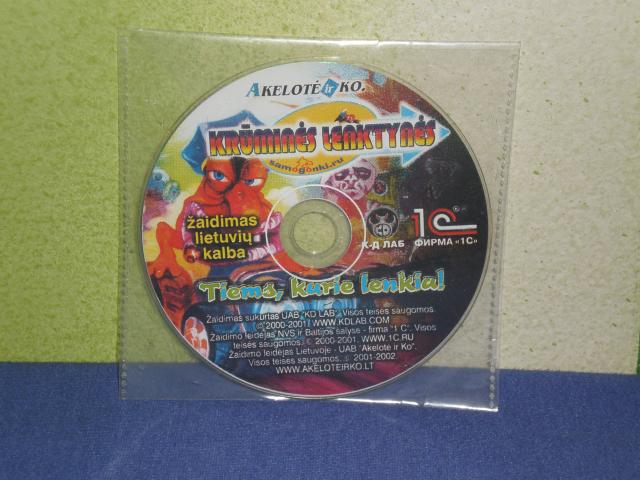 AKELOTĖ ir KO.
KRŪMINĖS LENKTYNĖS
samogonki.ru
žaidimas
lietuvių
kalba
К-Д ЛАБ
1С
ФИРМА «1С»
Tiems, kurie lenkia!
Žaidimas sukurtas UAB "KD LAB". Visos teisės saugomos.
© 2000-2001. WWW.KDLAB.COM
Žaidimo leidėjas NVS ir Baltijos šalyse - firma "1 C". Visos
teisės saugomos. © 2000-2001. WWW.1C.RU
Žaidimo leidėjas Lietuvoje - UAB "Akelotė ir Ko".
Visos teisės saugomos. © 2001-2002.
WWW.AKELOTEIRKO.LT